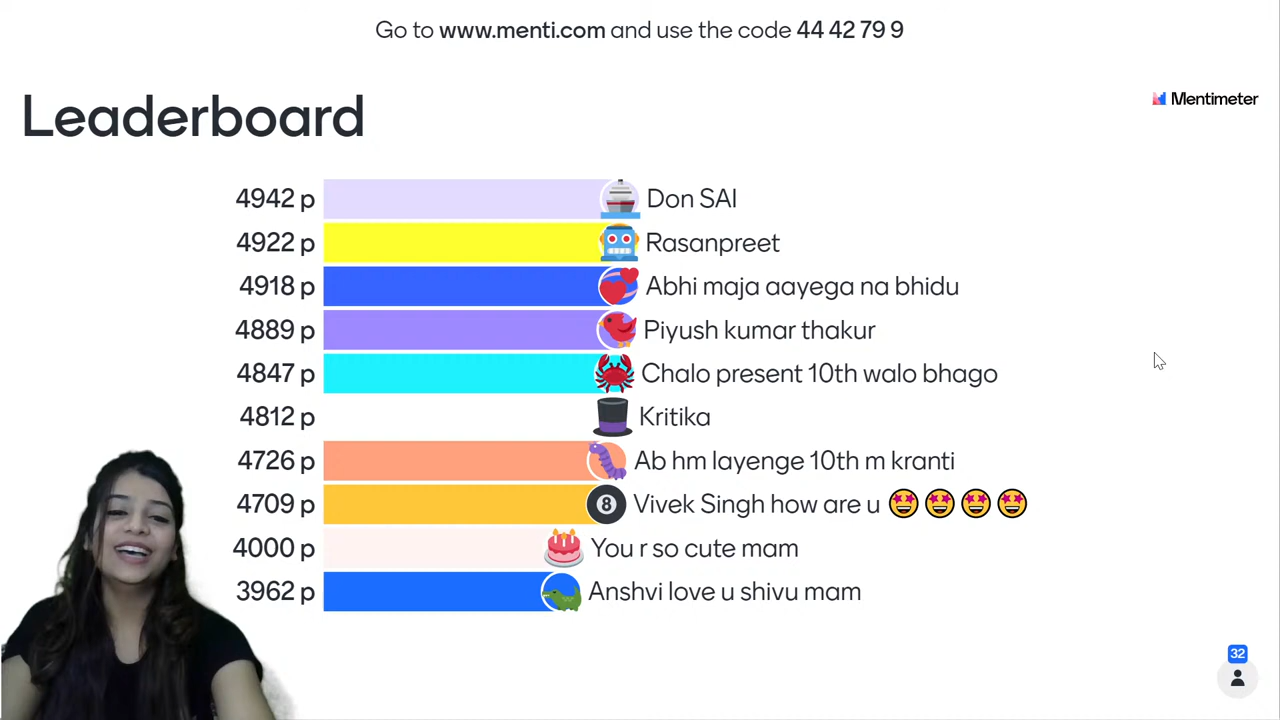 Go to www.menti.com and use the code 44 42 79 9
Leaderboard
Mentimeter
4942 p Don SAI
4922 p Rasanpreet
4918 p Abhi maja aayega na bhidu
4889 p Piyush kumar thakur
4847 p Chalo present 10th walo bhago
4812 p Kritika
4726 p Ab hm layenge 10th m kranti
4709 p 8 Vivek Singh how are u 🤩 🤩 🤩 🤩
4000 p You r so cute mam
3962 p Anshvi love u shivu mam
32